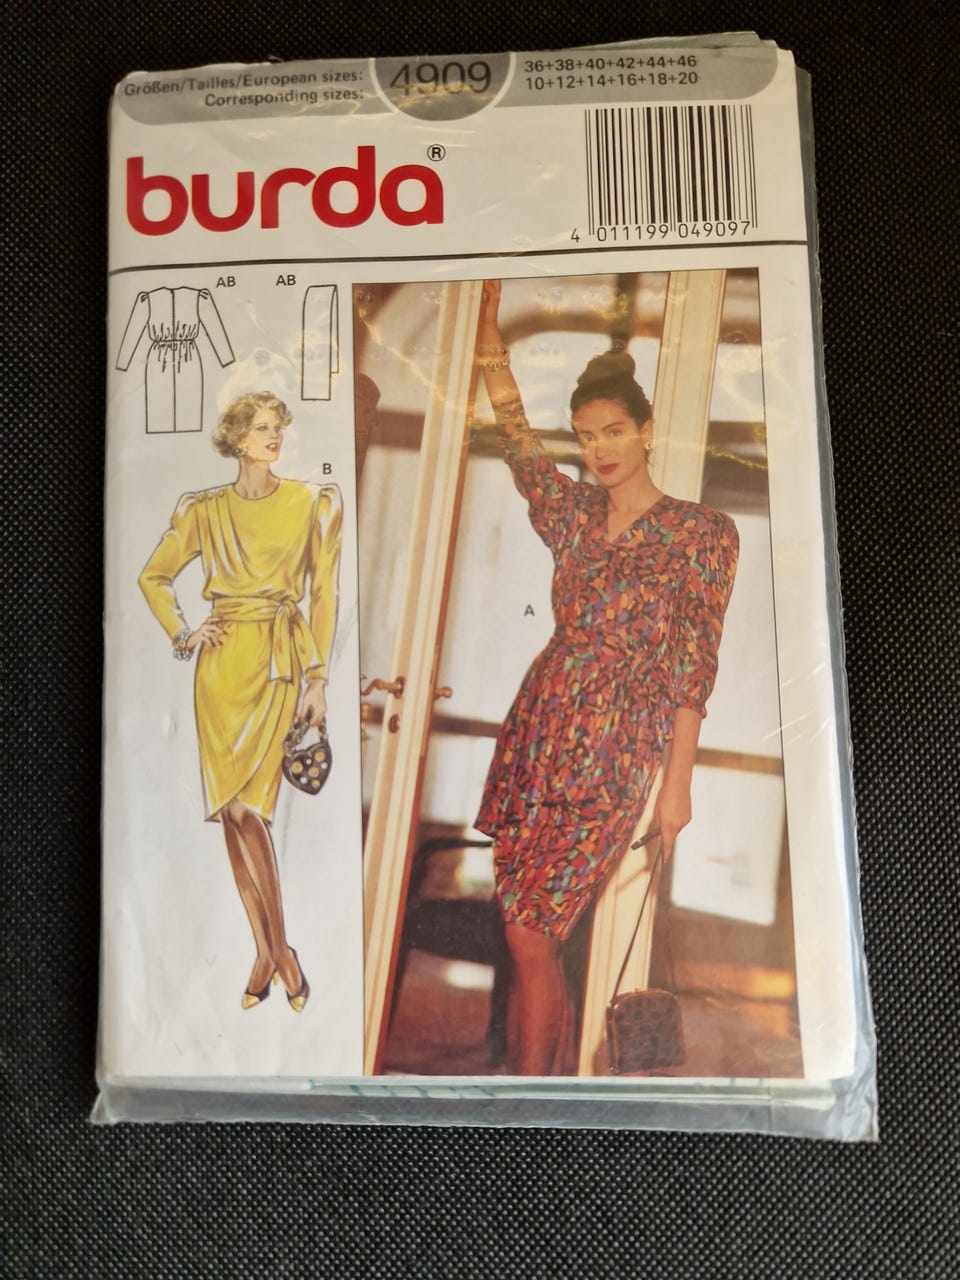 Größen/Tailles/European sizes:
Corresponding sizes:
4909
36+38+40+42+44+46
10+12+14+16+18+20
burda®
4 011199 049097
AB
AB
B
A